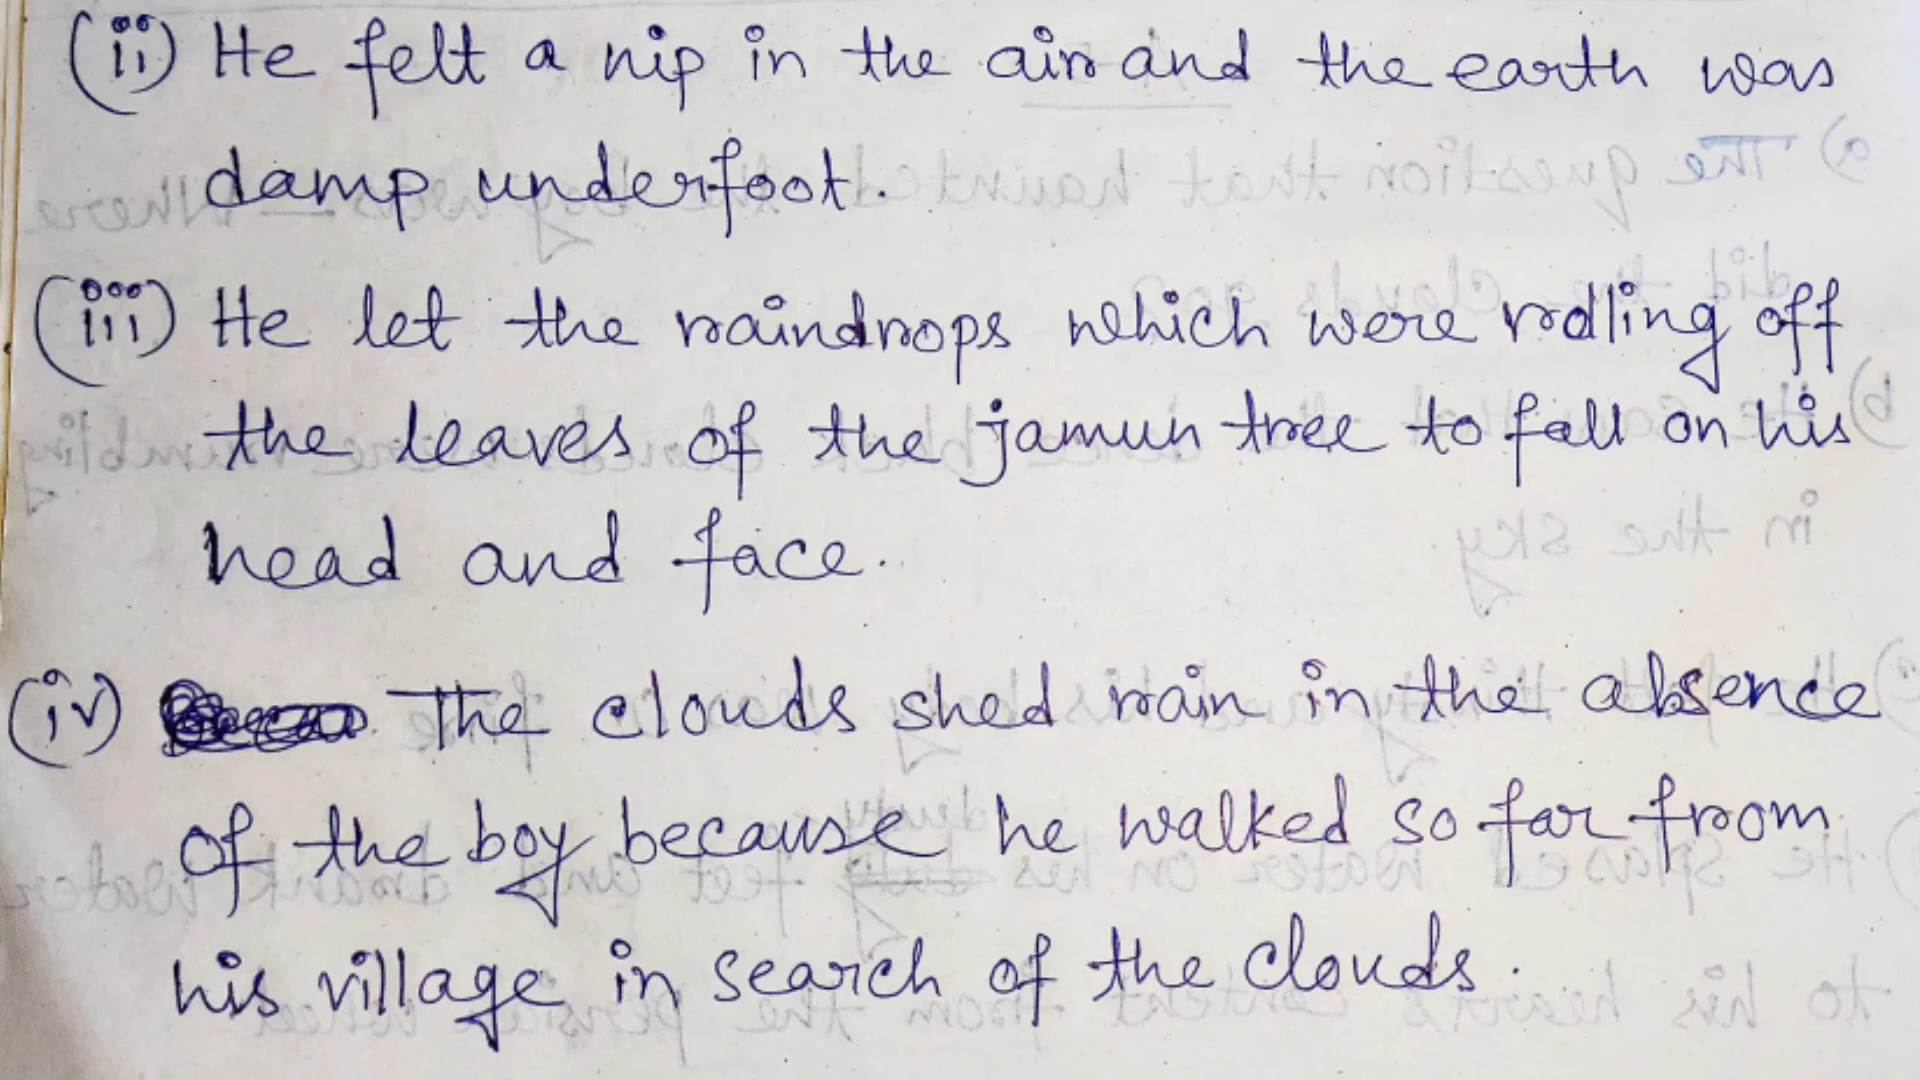 (ii) He felt a nip in the air and the earth was
damp underfoot.
(iii) He let the raindrops which were rolling off
the leaves of the jamun tree to fall on his
head and face.
(iv) The clouds shed rain in the absence
of the boy because he walked so far from
his village in search of the clouds.